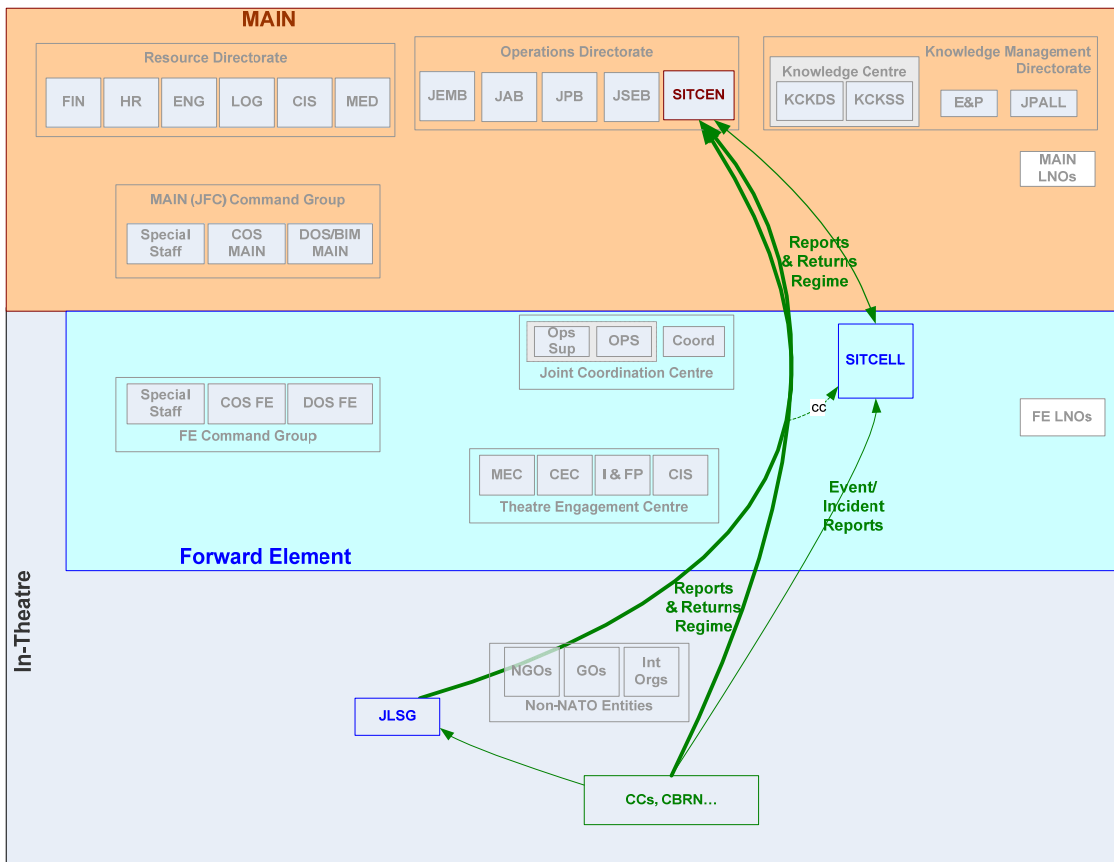 MAIN
Resource Directorate
FIN
HR
ENG
LOG
CIS
MED
Operations Directorate
JEMB
JAB
JPB
JSEB
SITCEN
Knowledge Management
Directorate
Knowledge Centre
KCKDS
KCKSS
E&P
JPALL
MAIN
LNOs
MAIN (JFC) Command Group
Special
Staff
COS
MAIN
DOS/BIM
MAIN
Reports
& Returns
Regime
Ops
Sup
OPS
Coord
Joint Coordination Centre
SITCELL
cc
Special
Staff
COS FE
DOS FE
FE Command Group
FE LNOs
MEC
CEC
I & FP
CIS
Theatre Engagement Centre
Event/
Incident
Reports
Forward Element
In-Theatre
Reports
& Returns
Regime
NGOs
GOs
Int
Orgs
Non-NATO Entities
JLSG
CCs, CBRN…